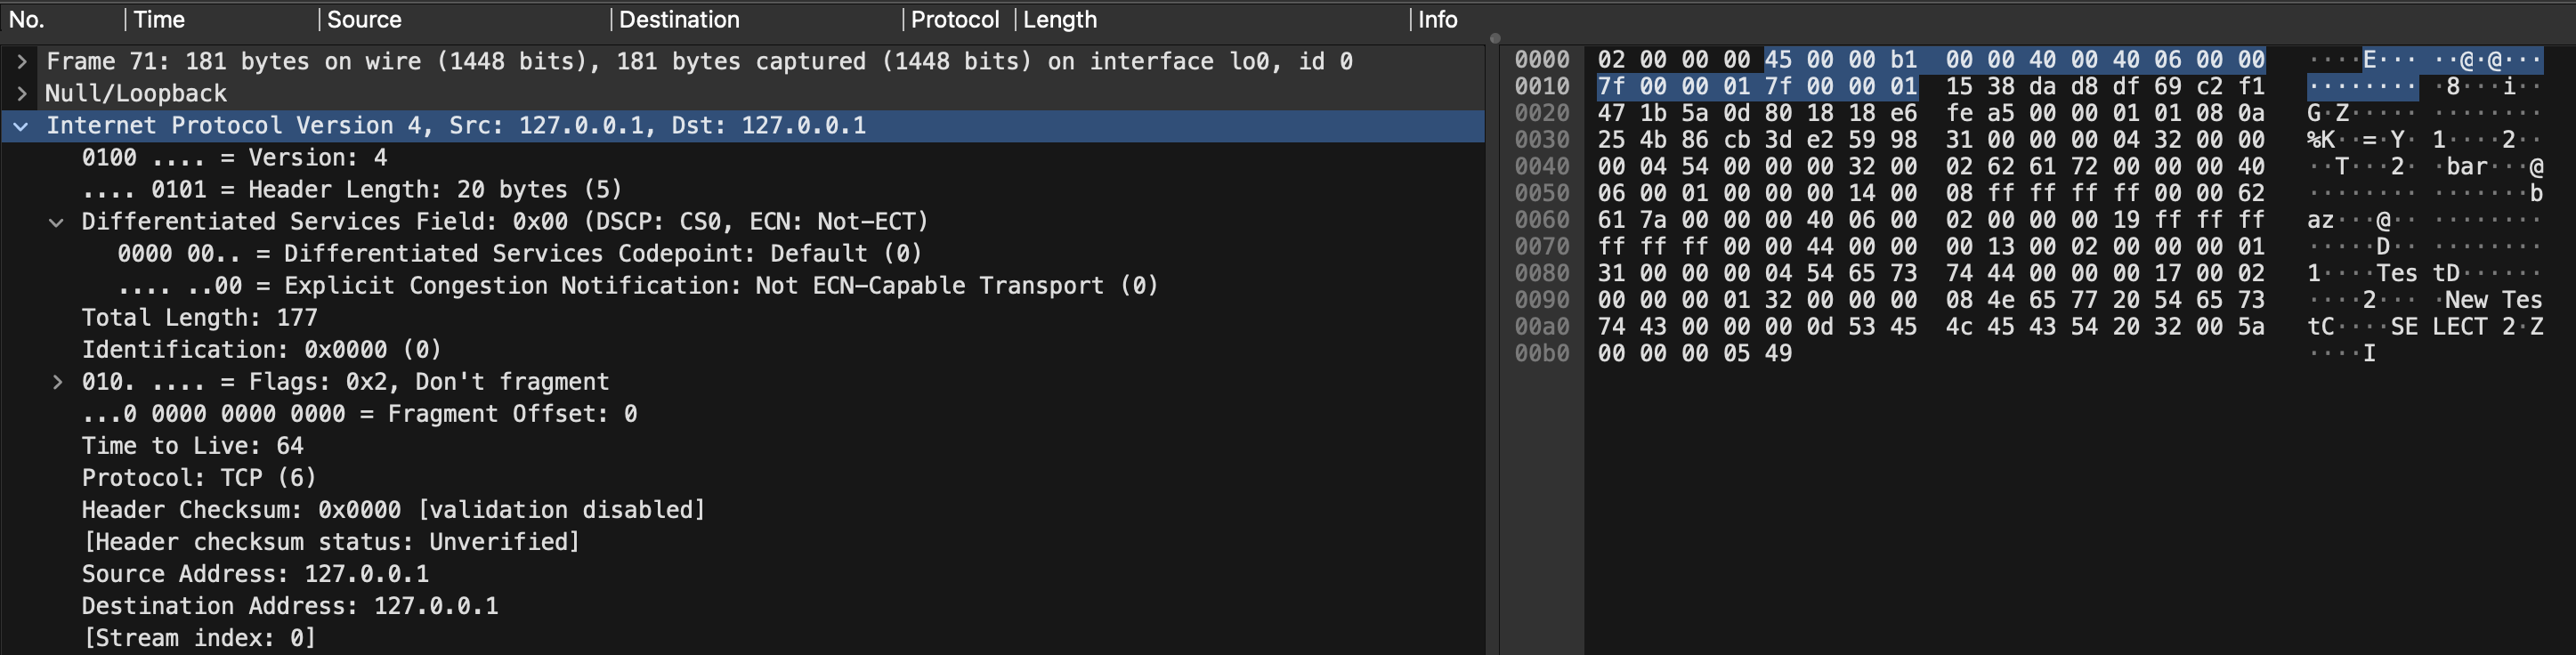 No. Time Source Destination Protocol Length Info
Frame 71: 181 bytes on wire (1448 bits), 181 bytes captured (1448 bits) on interface lo0, id 0
Null/Loopback
Internet Protocol Version 4, Src: 127.0.0.1, Dst: 127.0.0.1
0100 .... = Version: 4
.... 0101 = Header Length: 20 bytes (5)
Differentiated Services Field: 0x00 (DSCP: CS0, ECN: Not-ECT)
0000 00.. = Differentiated Services Codepoint: Default (0)
.... ..00 = Explicit Congestion Notification: Not ECN-Capable Transport (0)
Total Length: 177
Identification: 0x0000 (0)
010. .... = Flags: 0x2, Don't fragment
...0 0000 0000 0000 = Fragment Offset: 0
Time to Live: 64
Protocol: TCP (6)
Header Checksum: 0x0000 [validation disabled]
[Header checksum status: Unverified]
Source Address: 127.0.0.1
Destination Address: 127.0.0.1
[Stream index: 0]
0000 02 00 00 00 45 00 00 b1 00 00 40 00 40 06 00 00 ····E··· ··@·@···
0010 7f 00 00 01 7f 00 00 01 15 38 da d8 df 69 c2 f1 ········ ·8···i··
0020 47 1b 5a 0d 80 18 18 e6 fe a5 00 00 01 01 08 0a G·Z····· ········
0030 25 4b 86 cb 3d e2 59 98 31 00 00 00 04 32 00 00 %K··=·Y· 1····2··
0040 00 04 54 00 00 00 32 00 02 62 61 72 00 00 00 40 ··T···2· ·bar···@
0050 06 00 01 00 00 00 14 00 08 ff ff ff ff 00 00 62 ········ ·······b
0060 61 7a 00 00 00 40 06 00 02 00 00 00 19 ff ff ff az···@·· ········
0070 ff ff ff 00 00 44 00 00 00 13 00 02 00 00 00 01 ·····D·· ········
0080 31 00 00 00 04 54 65 73 74 44 00 00 00 17 00 02 1····Tes tD······
0090 00 00 00 01 32 00 00 00 08 4e 65 77 20 54 65 73 ····2··· ·New Tes
00a0 74 43 00 00 00 0d 53 45 4c 45 43 54 20 32 00 5a tC····SE LECT 2·Z
00b0 00 00 00 05 49 ····I